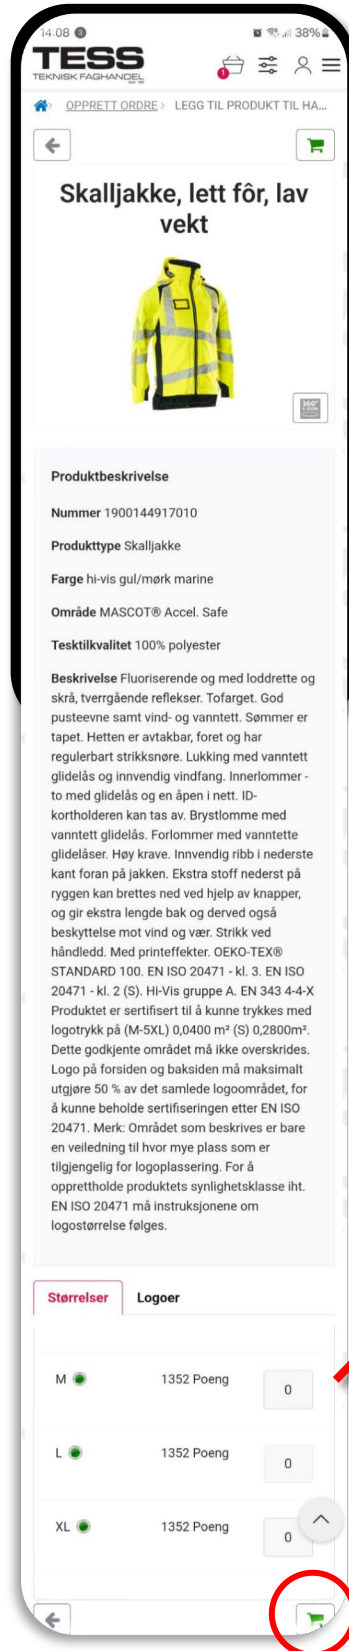 14:08 38%
TESS
TEKNISK FAGHANDEL
1
OPPRETT ORDRE > LEGG TIL PRODUKT TIL HA...
Skalljakke, lett fôr, lav
vekt
360°
Produktbeskrivelse
Nummer 1900144917010
Produkttype Skalljakke
Farge hi-vis gul/mørk marine
Område MASCOT® Accel. Safe
Tesktilkvalitet 100% polyester
Beskrivelse Fluoriserende og med loddrette og
skrå, tverrgående reflekser. Tofarget. God
pusteevne samt vind- og vanntett. Sømmer er
tapet. Hetten er avtakbar, foret og har
regulerbart strikksnøre. Lukking med vanntett
glidelås og innvendig vindfang. Innerlommer -
to med glidelås og en åpen i nett. ID-
kortholderen kan tas av. Brystlomme med
vanntett glidelås. Forlommer med vanntette
glidelåser. Høy krave. Innvendig ribb i nederste
kant foran på jakken. Ekstra stoff nederst på
ryggen kan brettes ned ved hjelp av knapper,
og gir ekstra lengde bak og derved også
beskyttelse mot vind og vær. Strikk ved
håndledd. Med printeffekter. OEKO-TEX®
STANDARD 100. EN ISO 20471 - kl. 3. EN ISO
20471 - kl. 2 (S). Hi-Vis gruppe A. EN 343 4-4-X
Produktet er sertifisert til å kunne trykkes med
logotrykk på (M-5XL) 0,0400 m² (S) 0,2800m².
Dette godkjente området må ikke overskrides.
Logo på forsiden og baksiden må maksimalt
utgjøre 50 % av det samlede logoområdet, for
å kunne beholde sertifiseringen etter EN ISO
20471. Merk: Området som beskrives er bare
en veiledning til hvor mye plass som er
tilgjengelig for logoplassering. For å
opprettholde produktets synlighetsklasse iht.
EN ISO 20471 må instruksjonene om
logostørrelse følges.
Størrelser Logoer
M 1352 Poeng 0
L 1352 Poeng 0
XL 1352 Poeng 0